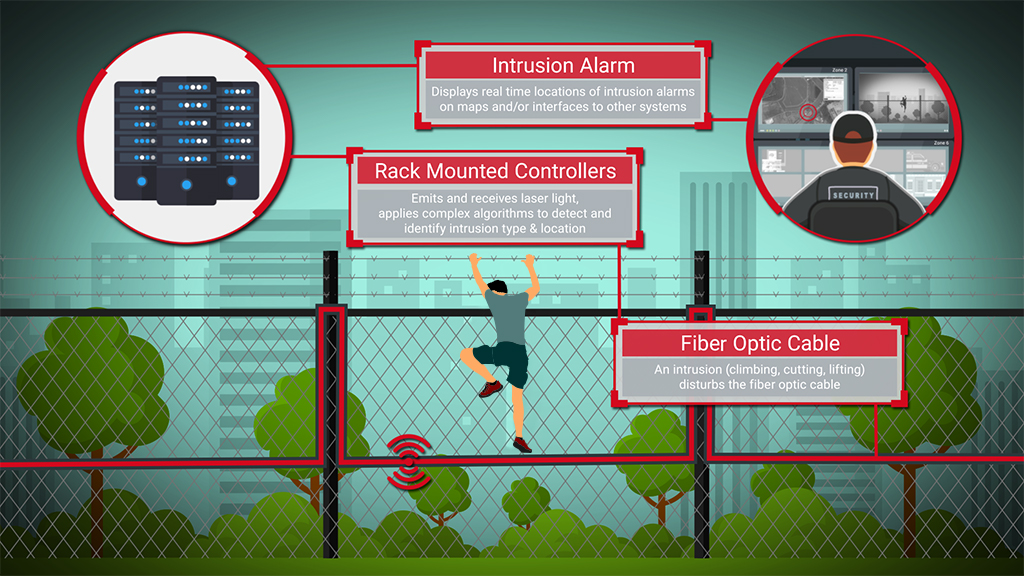 Intrusion Alarm
Displays real time locations of intrusion alarms
on maps and/or interfaces to other systems
Zone 2
Zone 6
SECURITY
Rack Mounted Controllers
Emits and receives laser light,
applies complex algorithms to detect and
identify intrusion type & location
Fiber Optic Cable
An intrusion (climbing, cutting, lifting)
disturbs the fiber optic cable